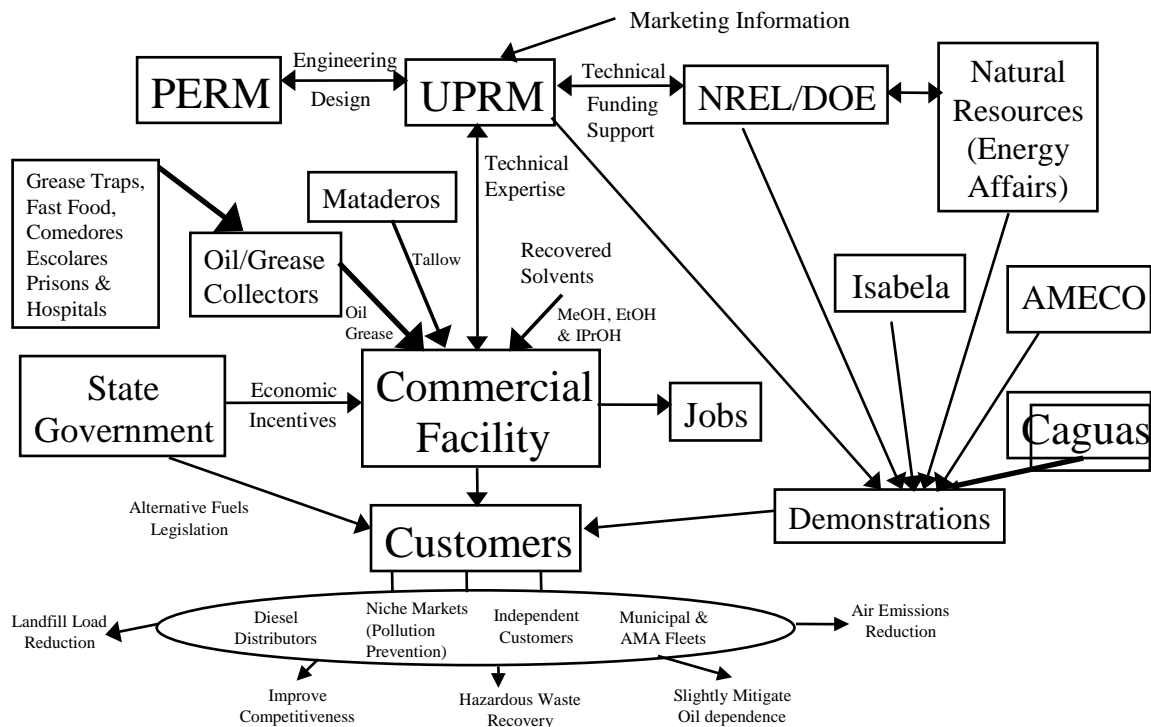 Marketing Information
PERM
Engineering
Design
UPRM
Technical
Funding
Support
NREL/DOE
Natural
Resources
(Energy
Affairs)
Grease Traps,
Fast Food,
Comedores
Escolares
Prisons &
Hospitals
Oil/Grease
Collectors
Mataderos
Technical
Expertise
Tallow
Recovered
Solvents
MeOH, EtOH
& IPrOH
Oil
Grease
Isabela
AMECO
State
Government
Economic
Incentives
Commercial
Facility
Jobs
Caguas
Alternative Fuels
Legislation
Customers
Demonstrations
Landfill Load
Reduction
Diesel
Distributors
Niche Markets
(Pollution
Prevention)
Independent
Customers
Municipal &
AMA Fleets
Air Emissions
Reduction
Improve
Competitiveness
Hazardous Waste
Recovery
Slightly Mitigate
Oil dependence